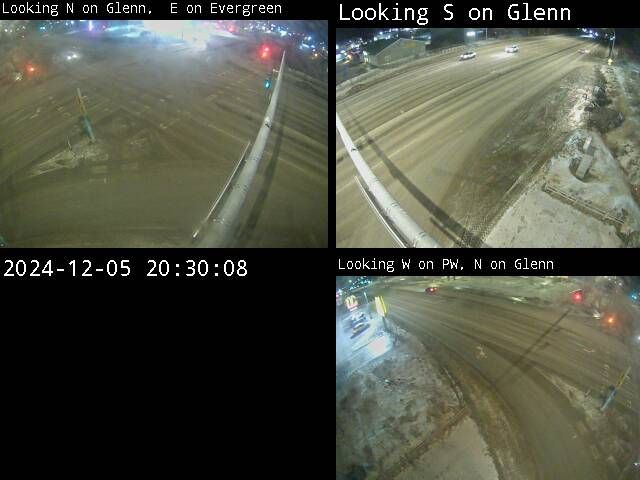 Looking N on Glenn, E on Evergreen
Looking S on Glenn
2024-12-05 20:30:08
Looking W on PW, N on Glenn